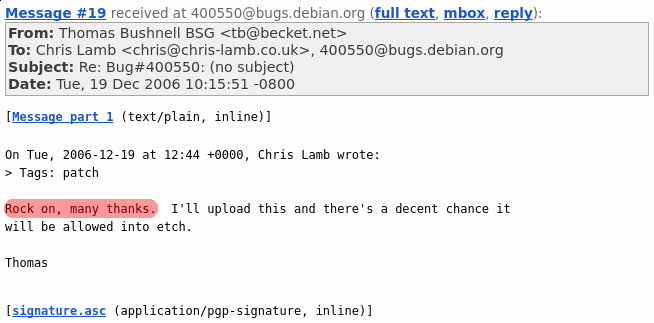 Message #19 received at 400550@bugs.debian.org (full text, mbox, reply):
From: Thomas Bushnell BSG <tb@becket.net>
To: Chris Lamb <chris@chris-lamb.co.uk>, 400550@bugs.debian.org
Subject: Re: Bug#400550: (no subject)
Date: Tue, 19 Dec 2006 10:15:51 -0800
[Message part 1 (text/plain, inline)]
On Tue, 2006-12-19 at 12:44 +0000, Chris Lamb wrote:
> Tags: patch
Rock on, many thanks.  I'll upload this and there's a decent chance it
will be allowed into etch.
Thomas
[signature.asc (application/pgp-signature, inline)]